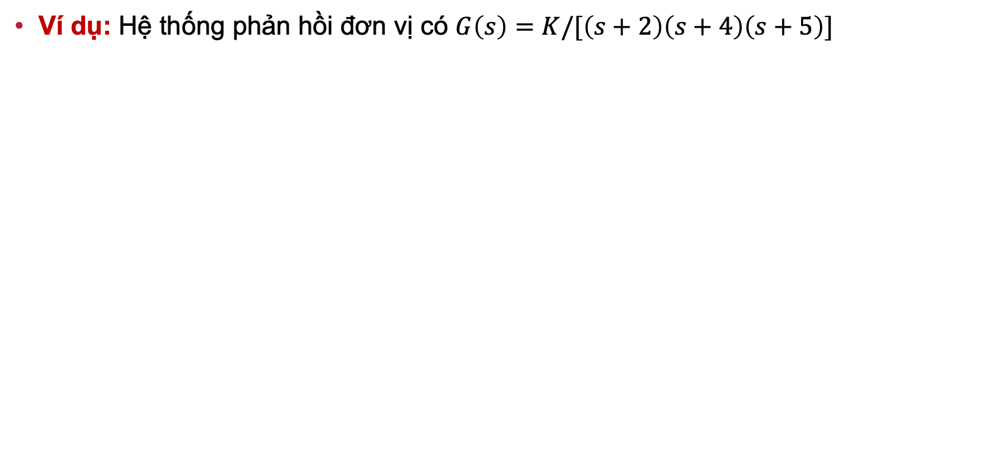 • Ví dụ: Hệ thống phản hồi đơn vị có G(s) = K/[(s + 2)(s + 4)(s + 5)]